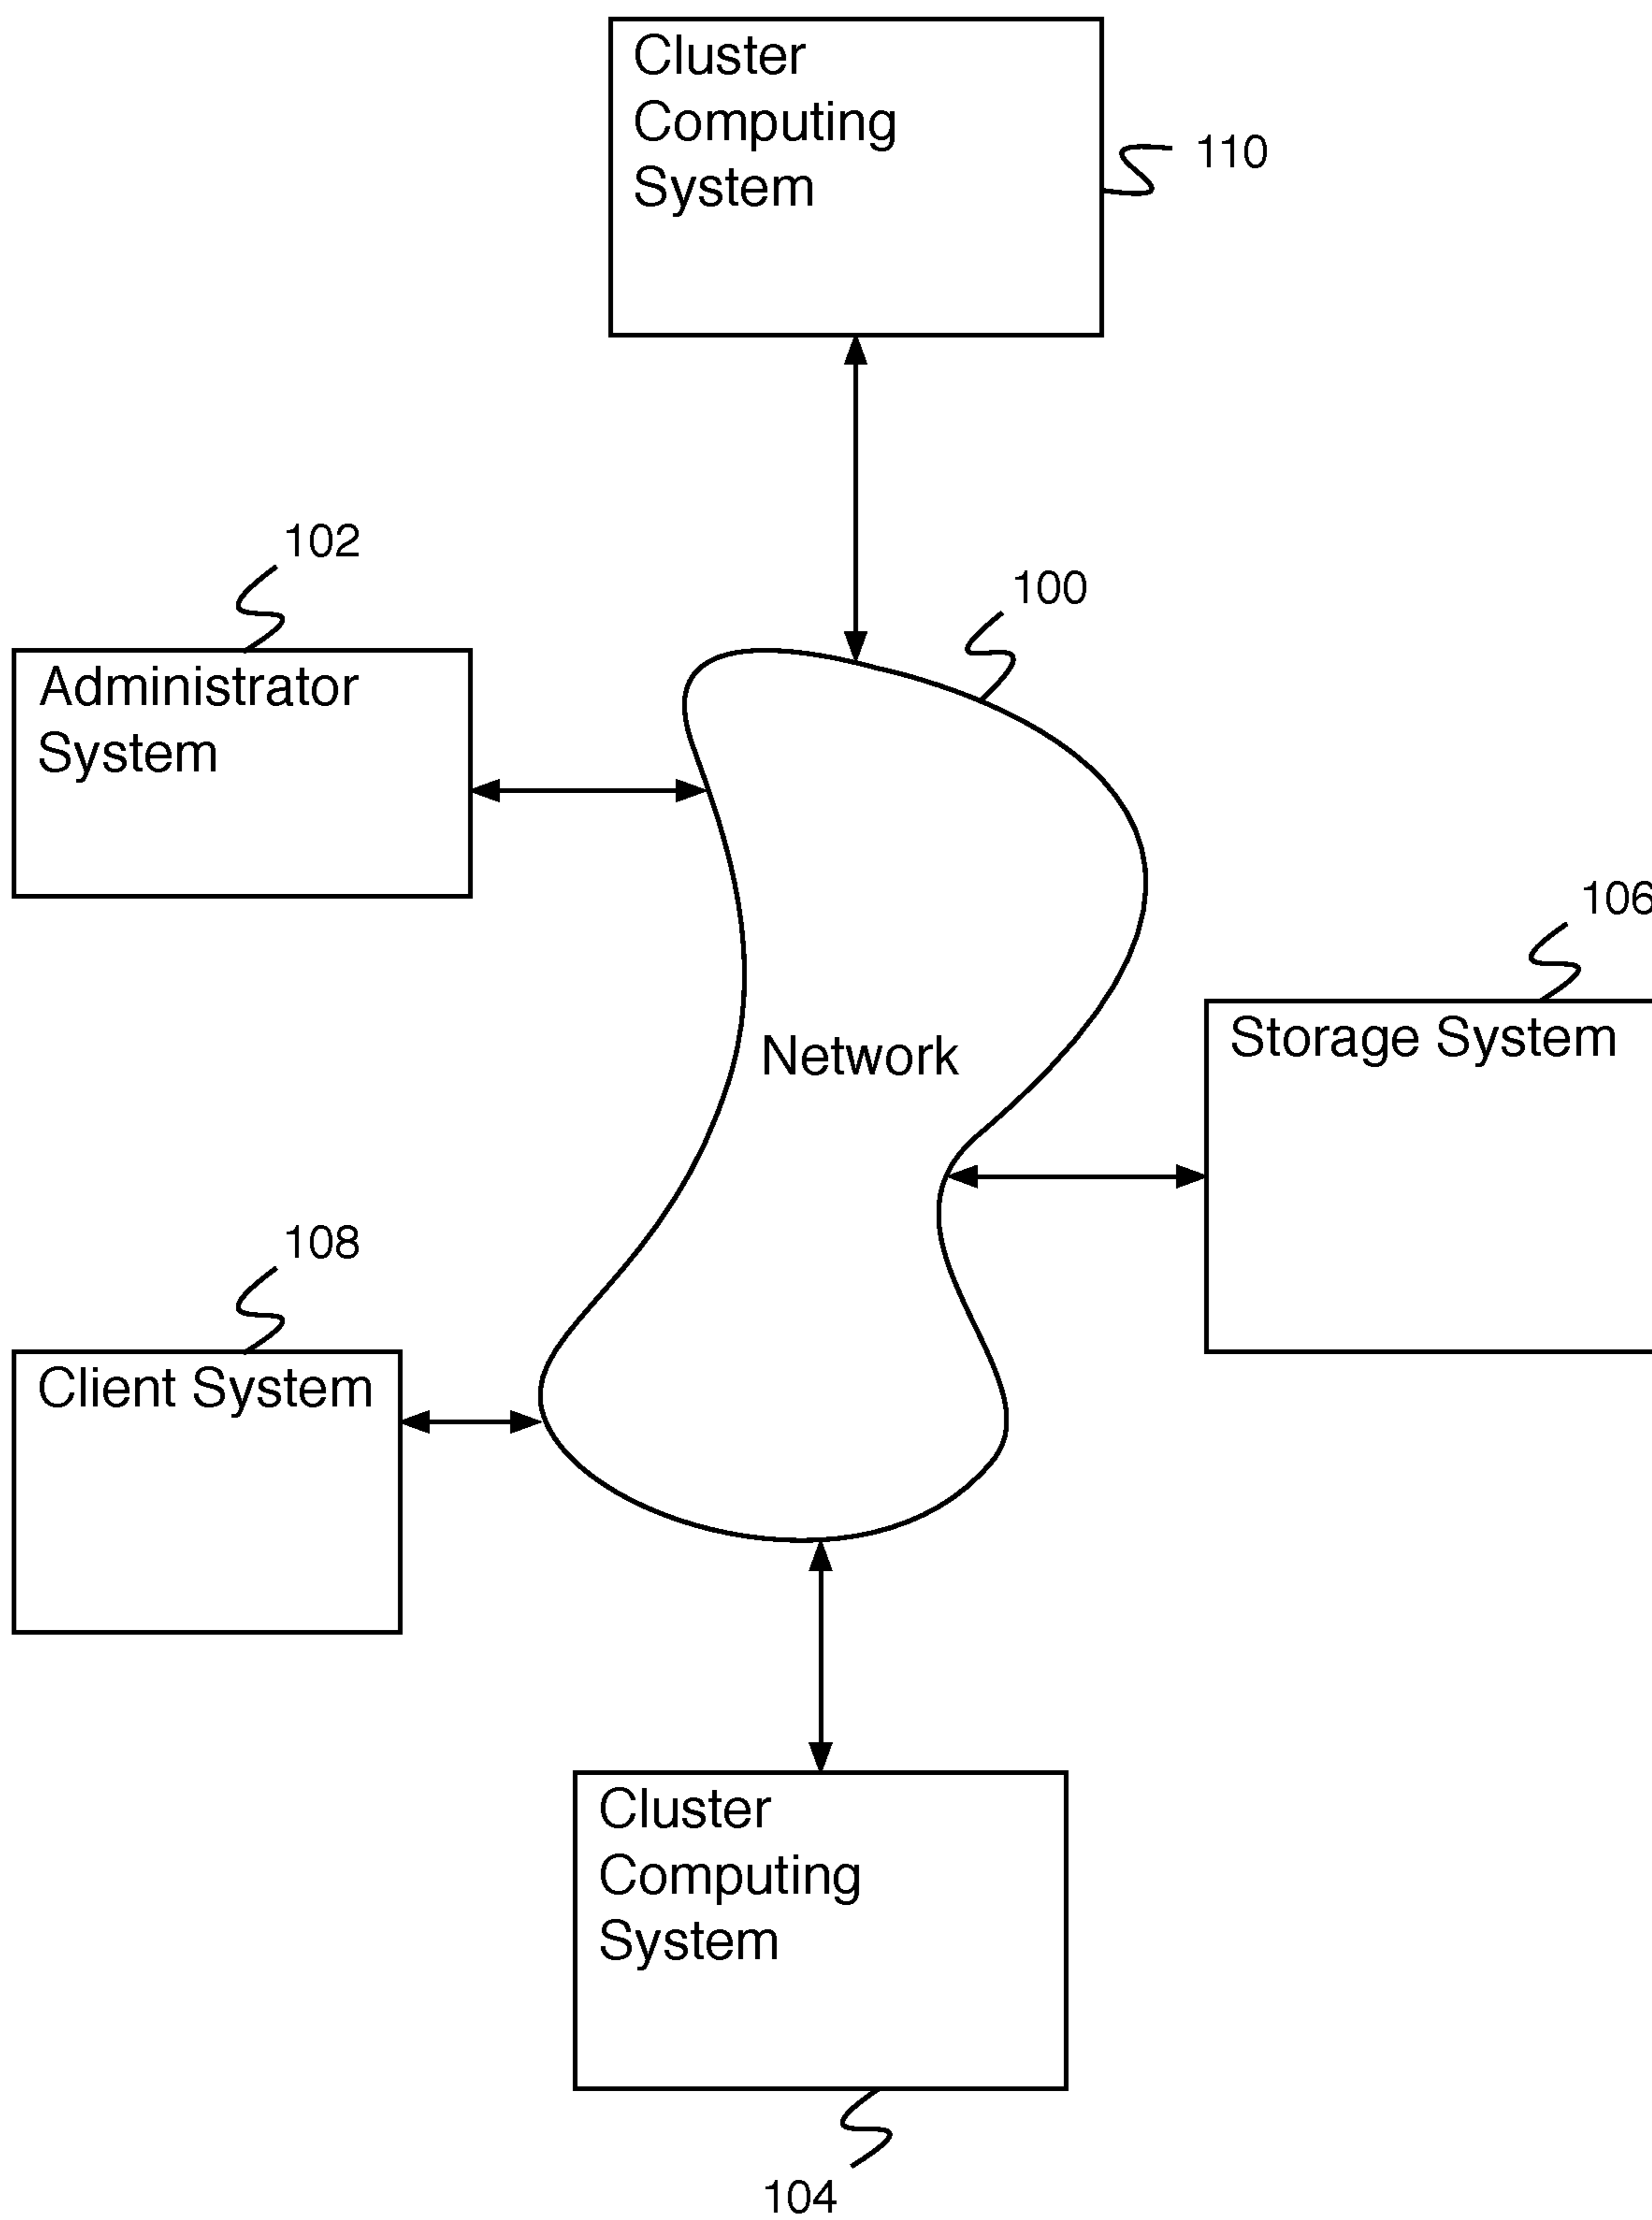 Cluster
Computing
System
110
102
100
Administrator
System
106
Storage System
Network
108
Client System
Cluster
Computing
System
104